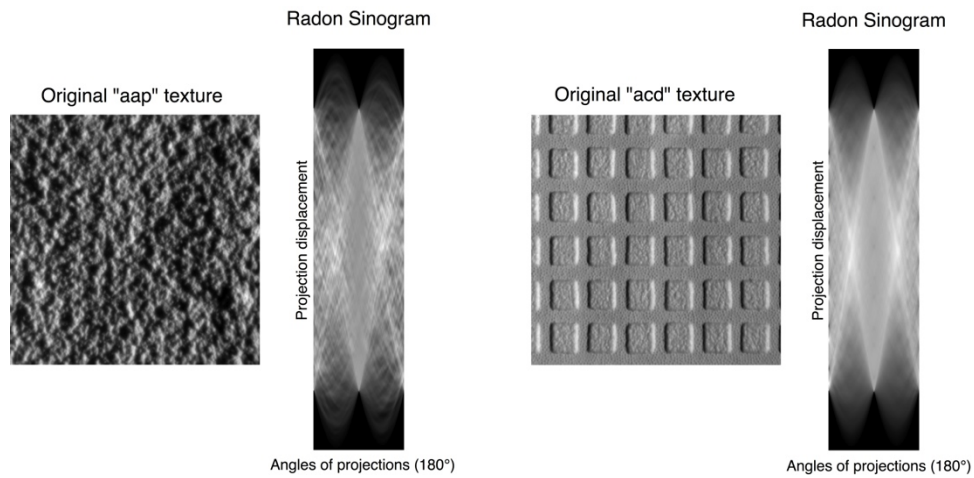 Radon Sinogram
Original "aap" texture
Projection displacement
Angles of projections (180°)
Radon Sinogram
Original "acd" texture
Projection displacement
Angles of projections (180°)